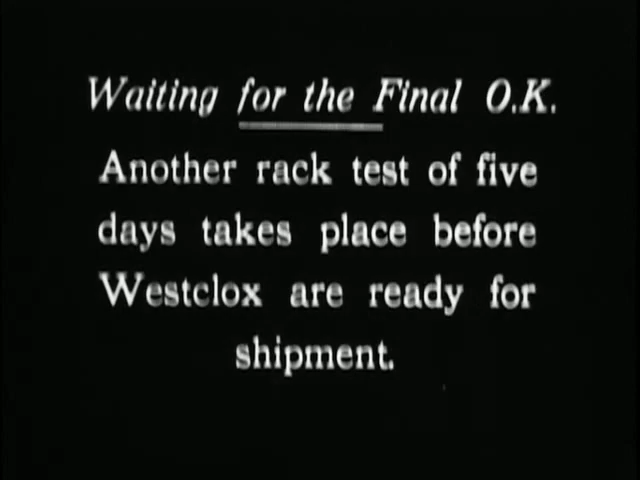 Waiting for the Final O.K.
Another rack test of five
days takes place before
Westclox are ready for
shipment.